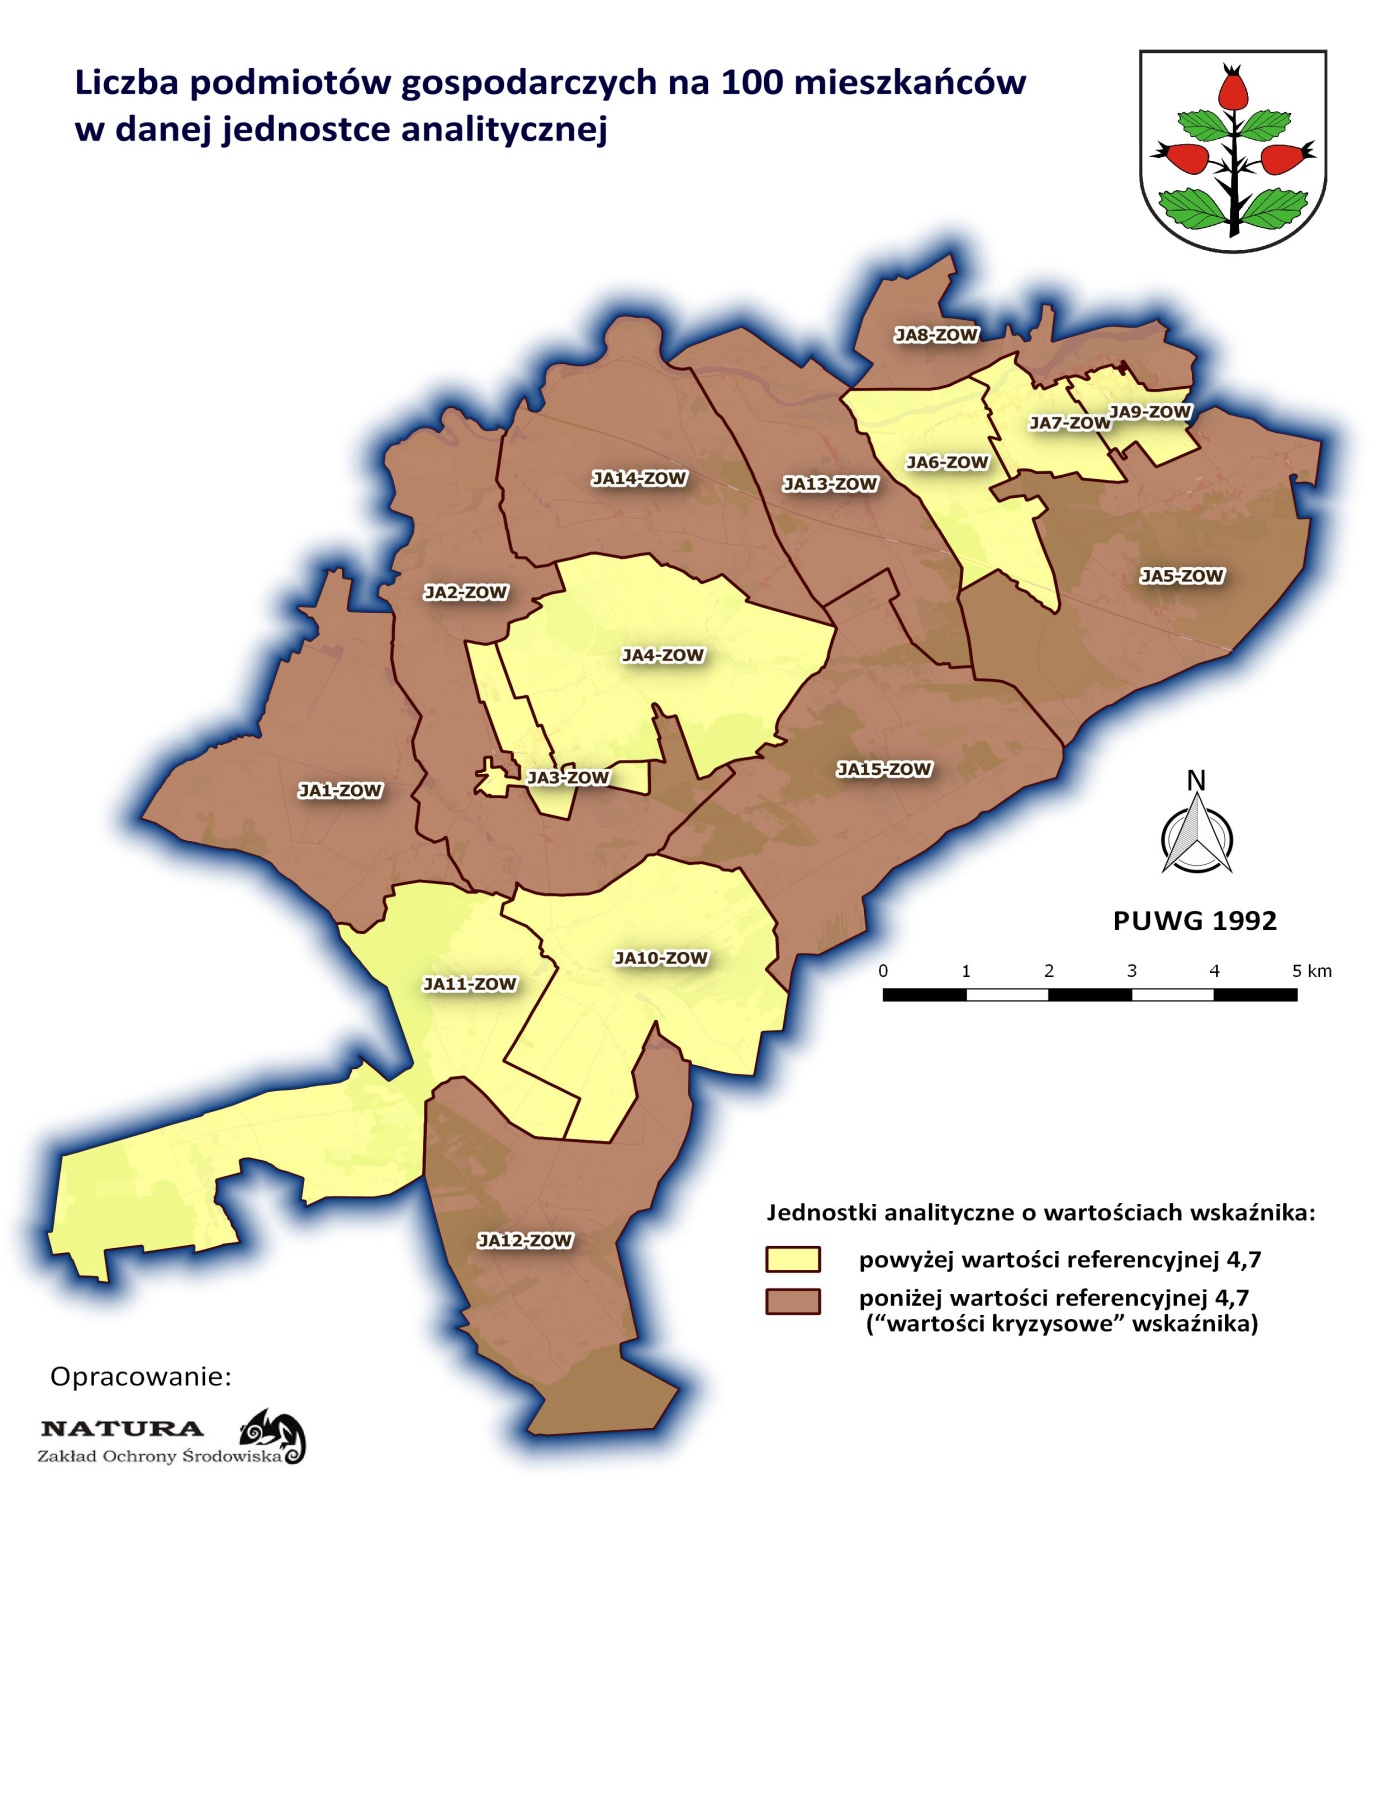 Liczba podmiotów gospodarczych na 100 mieszkańców
w danej jednostce analitycznej
JA8-ZOW
JA9-ZOW
JA7-ZOW
JA6-ZOW
JA14-ZOW
JA13-ZOW
JA5-ZOW
JA2-ZOW
JA4-ZOW
JA15-ZOW
JA3-ZOW
JA1-ZOW
N
PUWG 1992
JA10-ZOW
0 1 2 3 4 5 km
JA11-ZOW
JA12-ZOW
Jednostki analityczne o wartościach wskaźnika:
powyżej wartości referencyjnej 4,7
poniżej wartości referencyjnej 4,7
(“wartości kryzysowe” wskaźnika)
Opracowanie:
NATURA
Zakład Ochrony Środowiska